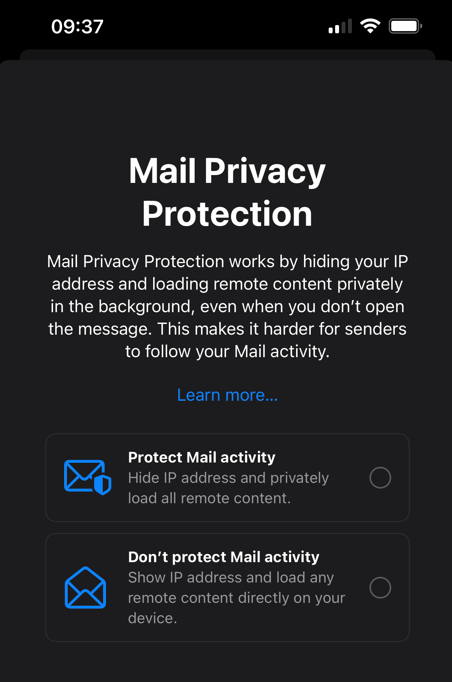 09:37
Mail Privacy
Protection
Mail Privacy Protection works by hiding your IP
address and loading remote content privately
in the background, even when you don’t open
the message. This makes it harder for senders
to follow your Mail activity.
Learn more...
Protect Mail activity
Hide IP address and privately
load all remote content.
Don’t protect Mail activity
Show IP address and load any
remote content directly on your
device.